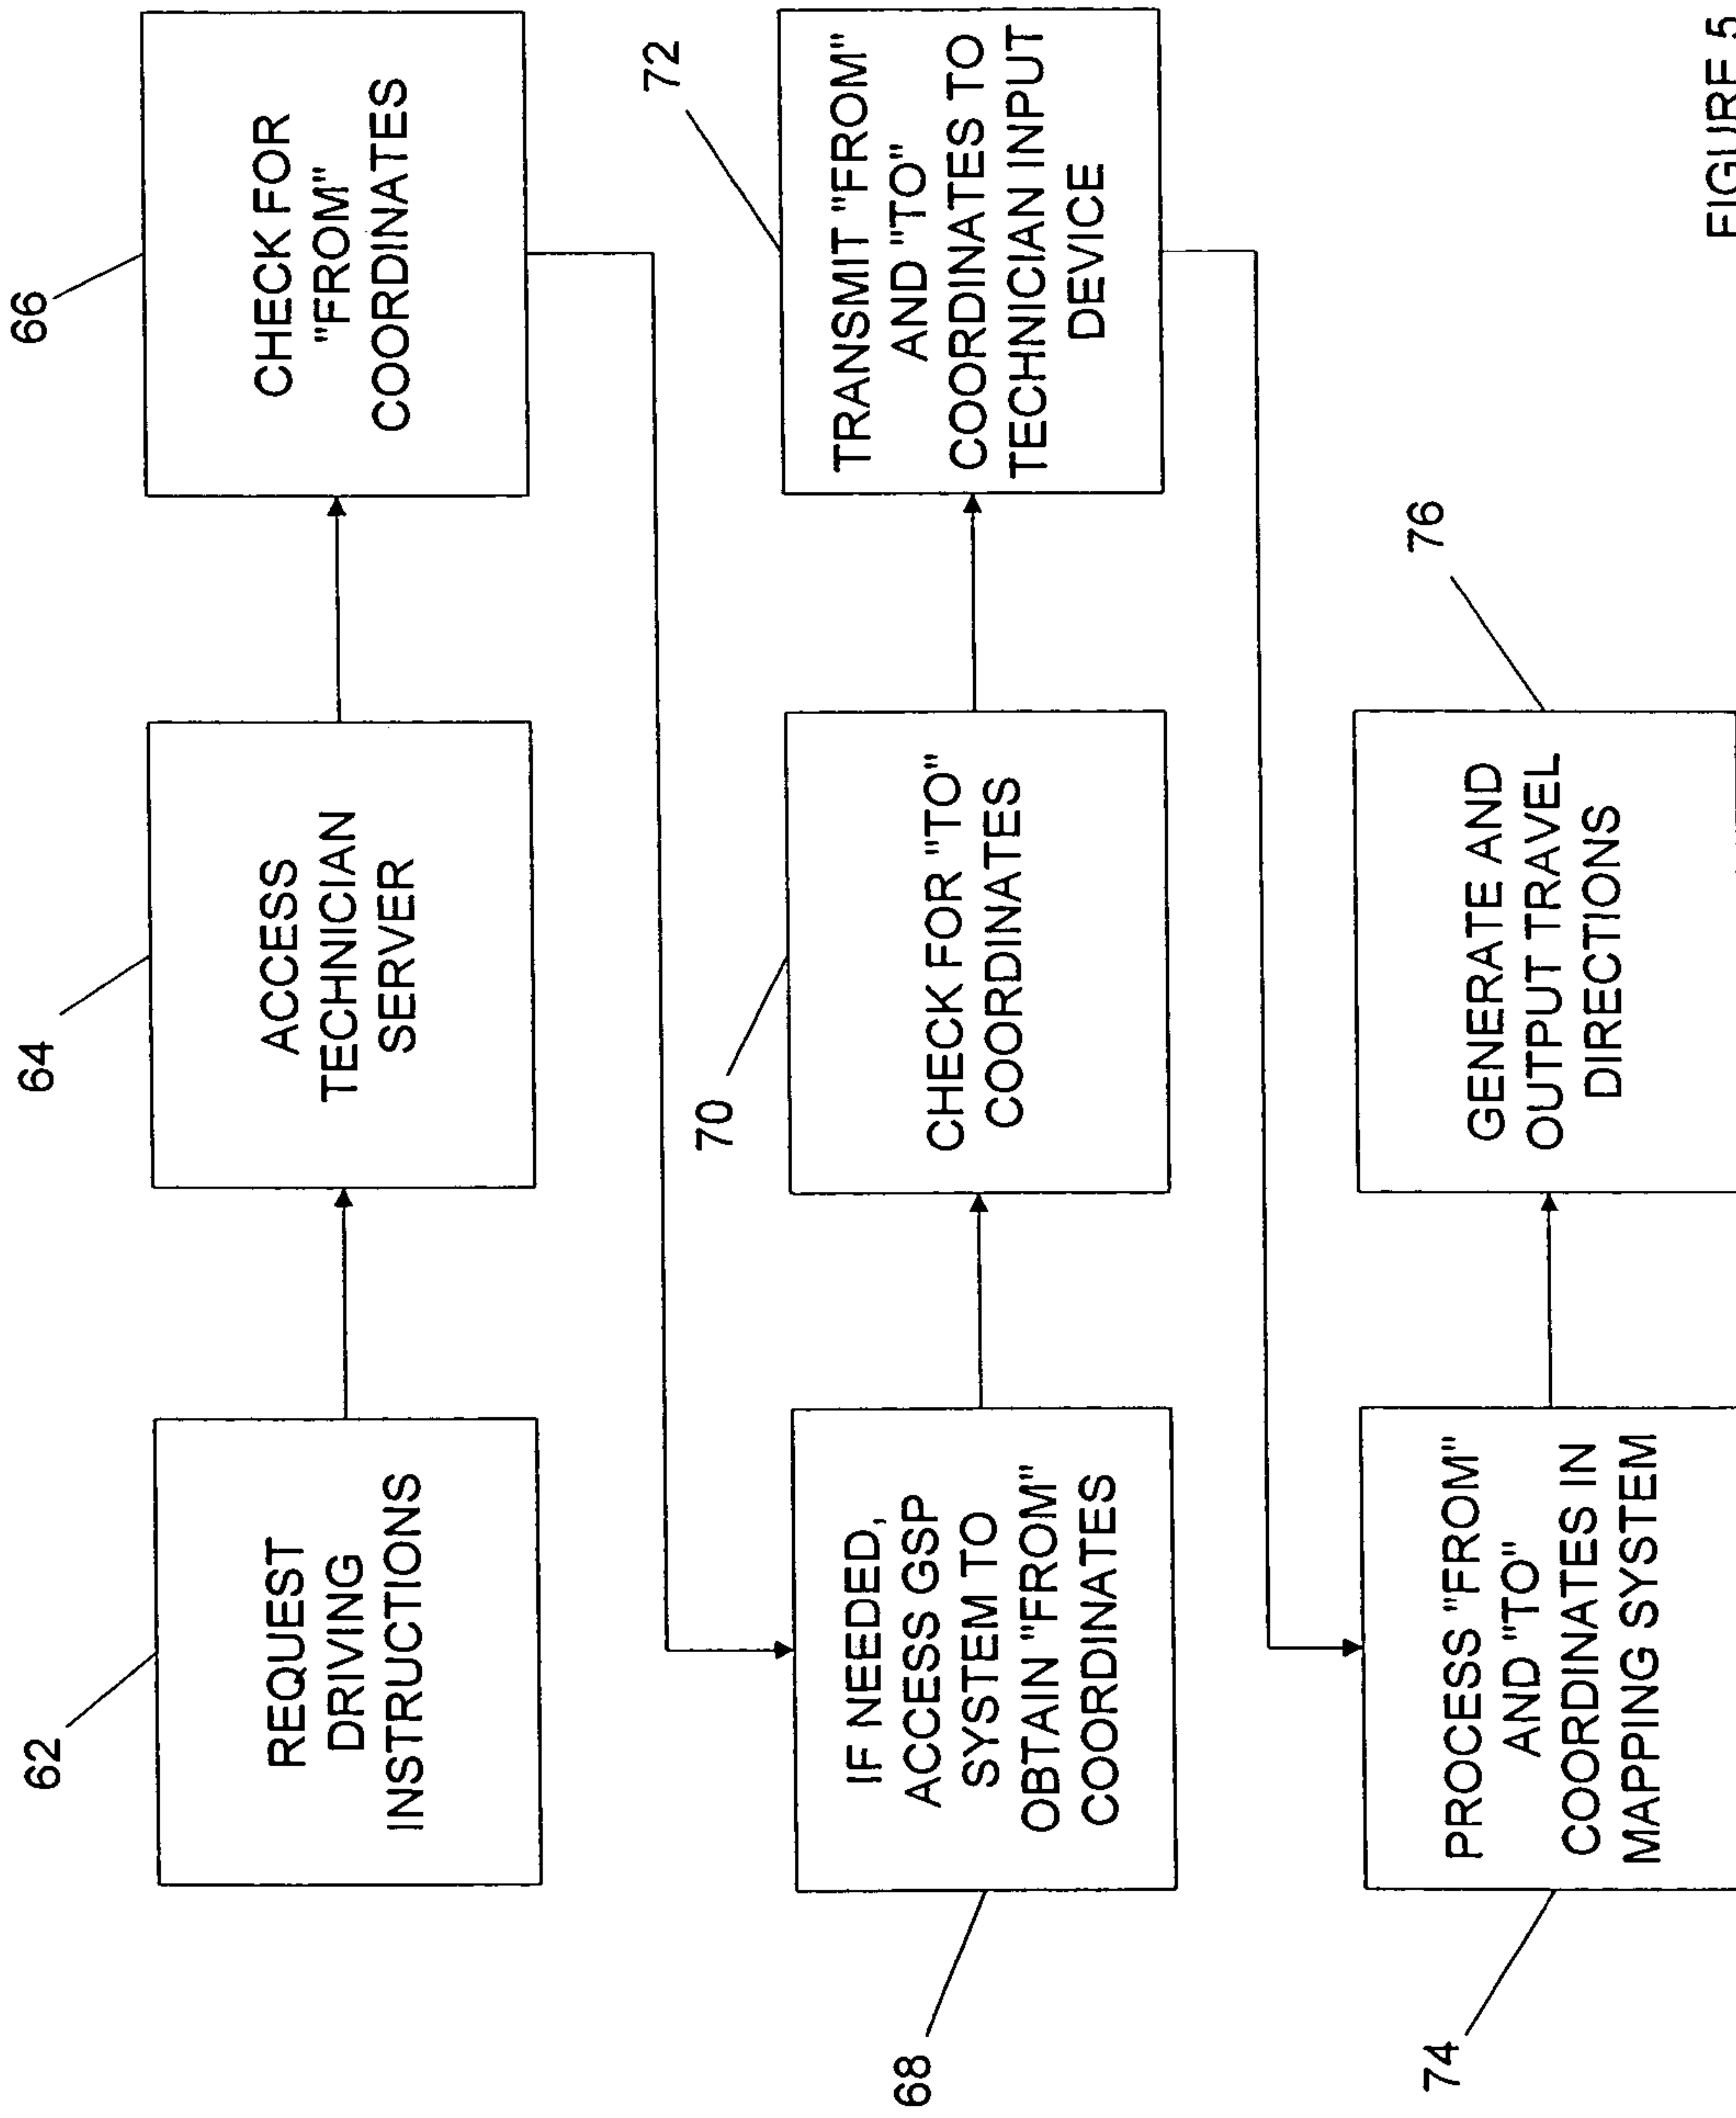 62
REQUEST
DRIVING
INSTRUCTIONS
64
ACCESS
TECHNICIAN
SERVER
66
CHECK FOR
"FROM"
COORDINATES
68
IF NEEDED,
ACCESS GSP
SYSTEM TO
OBTAIN "FROM"
COORDINATES
70
CHECK FOR "TO"
COORDINATES
72
TRANSMIT "FROM"
AND "TO"
COORDINATES TO
TECHNICIAN INPUT
DEVICE
74
PROCESS "FROM"
AND "TO"
COORDINATES IN
MAPPING SYSTEM
76
GENERATE AND
OUTPUT TRAVEL
DIRECTIONS
FIGURE 5